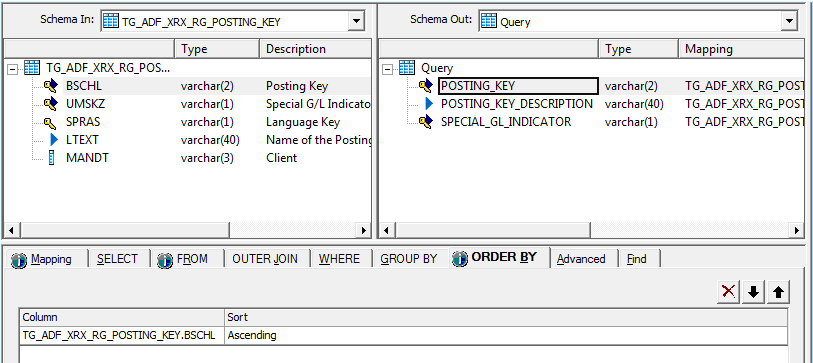 Schema In: TG_ADF_XRX_RG_POSTING_KEY
Schema Out: Query
Type Description
TG_ADF_XRX_RG_POS...
BSCHL varchar(2) Posting Key
UMSKZ varchar(1) Special G/L Indicato
SPRAS varchar(1) Language Key
LTEXT varchar(40) Name of the Posting
MANDT varchar(3) Client
Type Mapping
Query
POSTING_KEY varchar(2) TG_ADF_XRX_RG_POST
POSTING_KEY_DESCRIPTION varchar(40) TG_ADF_XRX_RG_POST
SPECIAL_GL_INDICATOR varchar(1) TG_ADF_XRX_RG_POST
Mapping SELECT FROM OUTER JOIN WHERE GROUP BY ORDER BY Advanced Find
Column Sort
TG_ADF_XRX_RG_POSTING_KEY.BSCHL Ascending